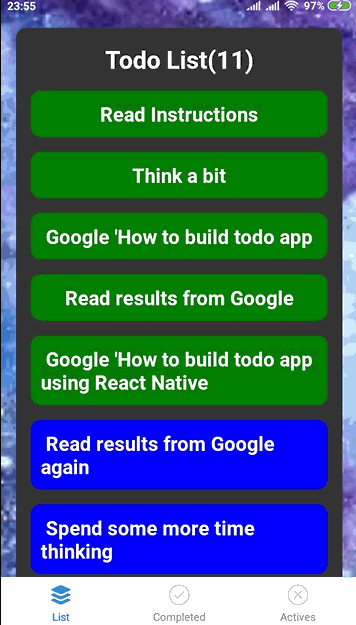 23:55
97%
Todo List(11)
Read Instructions
Think a bit
Google 'How to build todo app
Read results from Google
Google 'How to build todo app
using React Native
Read results from Google
again
Spend some more time
thinking
List
Completed
Actives